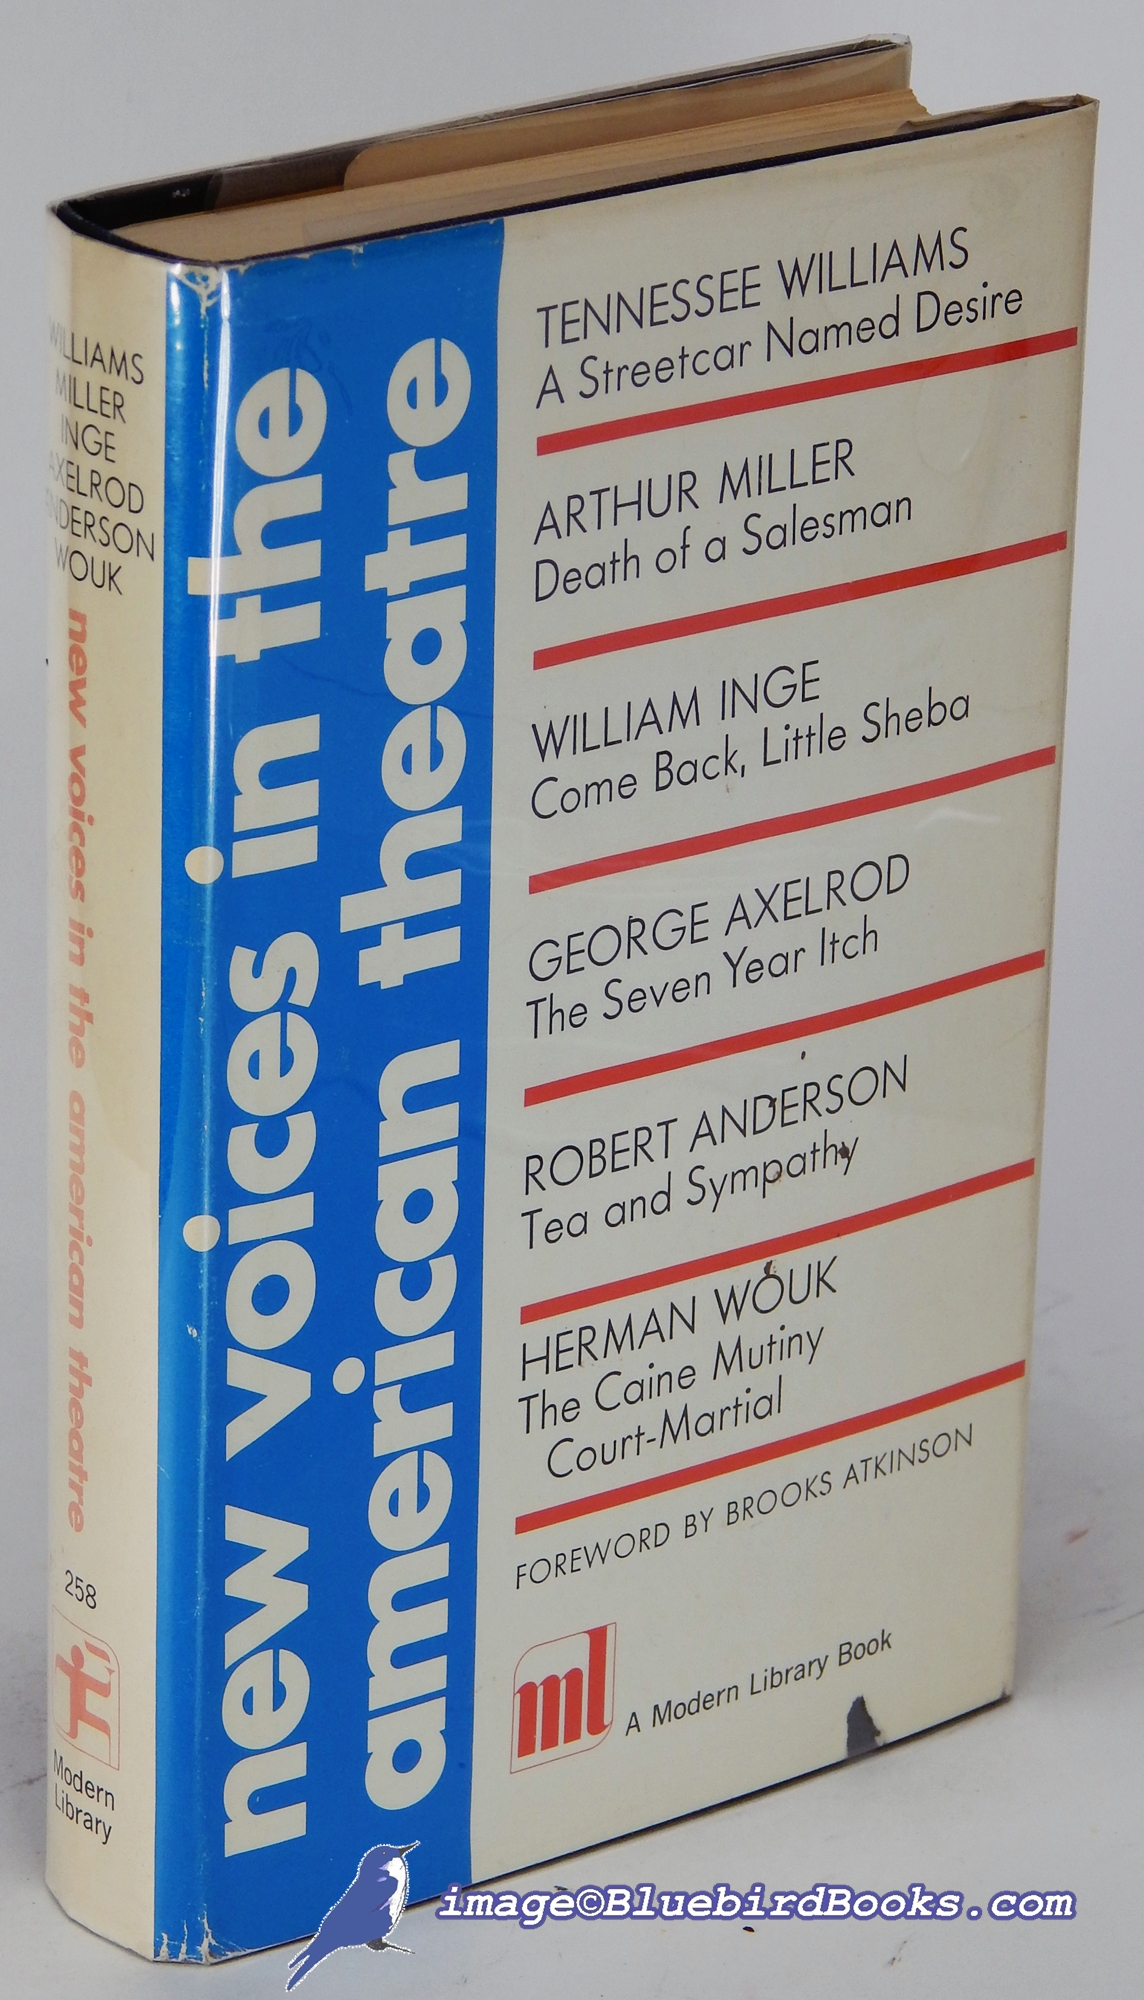 WILLIAMS
MILLER
INGE
AXELROD
ANDERSON
WOUK
new voices in the american theatre
258
ml
Modern
Library
new voices in the
american theatre
TENNESSEE WILLIAMS
A Streetcar Named Desire
ARTHUR MILLER
Death of a Salesman
WILLIAM INGE
Come Back, Little Sheba
GEORGE AXELROD
The Seven Year Itch
ROBERT ANDERSON
Tea and Sympathy
HERMAN WOUK
The Caine Mutiny
Court-Martial
FOREWORD BY BROOKS ATKINSON
ml A Modern Library Book
image©BluebirdBooks.com